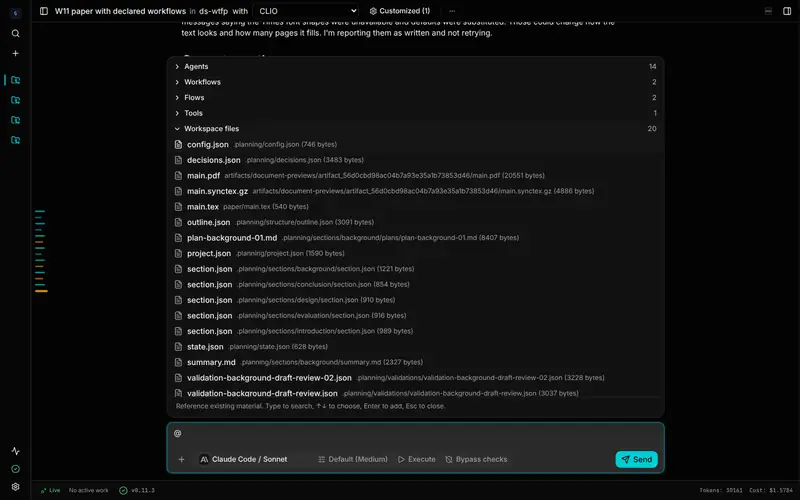 W11 paper with declared workflows in ds-wtfp with CLIO Customized (1) ...
messages saying the Times font shapes were unavailable and defaults were substituted. Those could change how the
text looks and how many pages it fills. I'm reporting them as written and not retrying.
Agents 14
Workflows 2
Flows 2
Tools 1
Workspace files 20
config.json .planning/config.json (746 bytes)
decisions.json .planning/decisions.json (3483 bytes)
main.pdf artifacts/document-previews/artifact_56d0cbd98ac04b7a93e35a1b73853d46/main.pdf (20551 bytes)
main.synctex.gz artifacts/document-previews/artifact_56d0cbd98ac04b7a93e35a1b73853d46/main.synctex.gz (4886 bytes)
main.tex paper/main.tex (540 bytes)
outline.json .planning/structure/outline.json (3091 bytes)
plan-background-01.md .planning/sections/background/plans/plan-background-01.md (8407 bytes)
project.json .planning/project.json (1590 bytes)
section.json .planning/sections/background/section.json (1221 bytes)
section.json .planning/sections/conclusion/section.json (854 bytes)
section.json .planning/sections/design/section.json (910 bytes)
section.json .planning/sections/evaluation/section.json (916 bytes)
section.json .planning/sections/introduction/section.json (989 bytes)
state.json .planning/state.json (628 bytes)
summary.md .planning/sections/background/summary.md (2327 bytes)
validation-background-draft-review-02.json .planning/validations/validation-background-draft-review-02.json (3228 bytes)
validation-background-draft-review.json .planning/validations/validation-background-draft-review.json (3037 bytes)
Reference existing material. Type to search, ↑↓ to choose, Enter to add, Esc to close.
@
+ Claude Code / Sonnet Default (Medium) Execute Bypass checks Send
Live No active work v0.11.3 Tokens: 39161 Cost: $1.5784